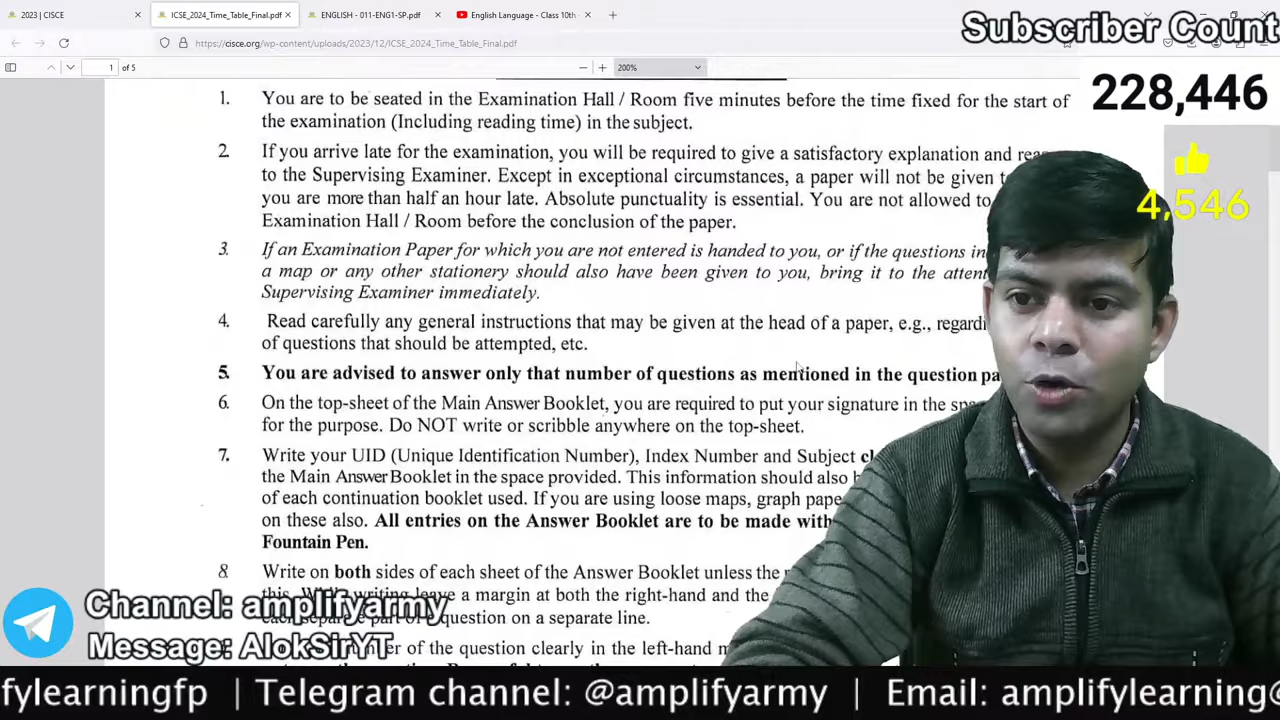 2023 | CISCE
ICSE_2024_Time_Table_Final.pdf
ENGLISH - 011-ENG1-SP.pdf
English Language - Class 10th
Subscriber Count
https://cisce.org/wp-content/uploads/2023/12/ICSE_2024_Time_Table_Final.pdf
1 of 5
200%
228,446
4,546
1. You are to be seated in the Examination Hall / Room five minutes before the time fixed for the start of
the examination (Including reading time) in the subject.
2. If you arrive late for the examination, you will be required to give a satisfactory explanation and
to the Supervising Examiner. Except in exceptional circumstances, a paper will not be given
you are more than half an hour late. Absolute punctuality is essential. You are not allowed to
Examination Hall / Room before the conclusion of the paper.
3. If an Examination Paper for which you are not entered is handed to you, or if the questions in
a map or any other stationery should also have been given to you, bring it to the
Supervising Examiner immediately.
4. Read carefully any general instructions that may be given at the head of a paper, e.g.,
of questions that should be attempted, etc.
5. You are advised to answer only that number of questions as mentioned in the question
6. On the top-sheet of the Main Answer Booklet, you are required to put your signature in the
for the purpose. Do NOT write or scribble anywhere on the top-sheet.
7. Write your UID (Unique Identification Number), Index Number and Subject
the Main Answer Booklet in the space provided. This information should also
of each continuation booklet used. If you are using loose maps, graph
on these also. All entries on the Answer Booklet are to be made with
Fountain Pen.
8 Write on both sides of each sheet of the Answer Booklet unless the
leave a margin at both the right-hand and the
question on a separate line.
of the question clearly in the left-hand
Channel: amplifyarmy
Message: AlokSirYT
fylearningfp | Telegram channel: @amplifyarmy | Email: amplifylearning@